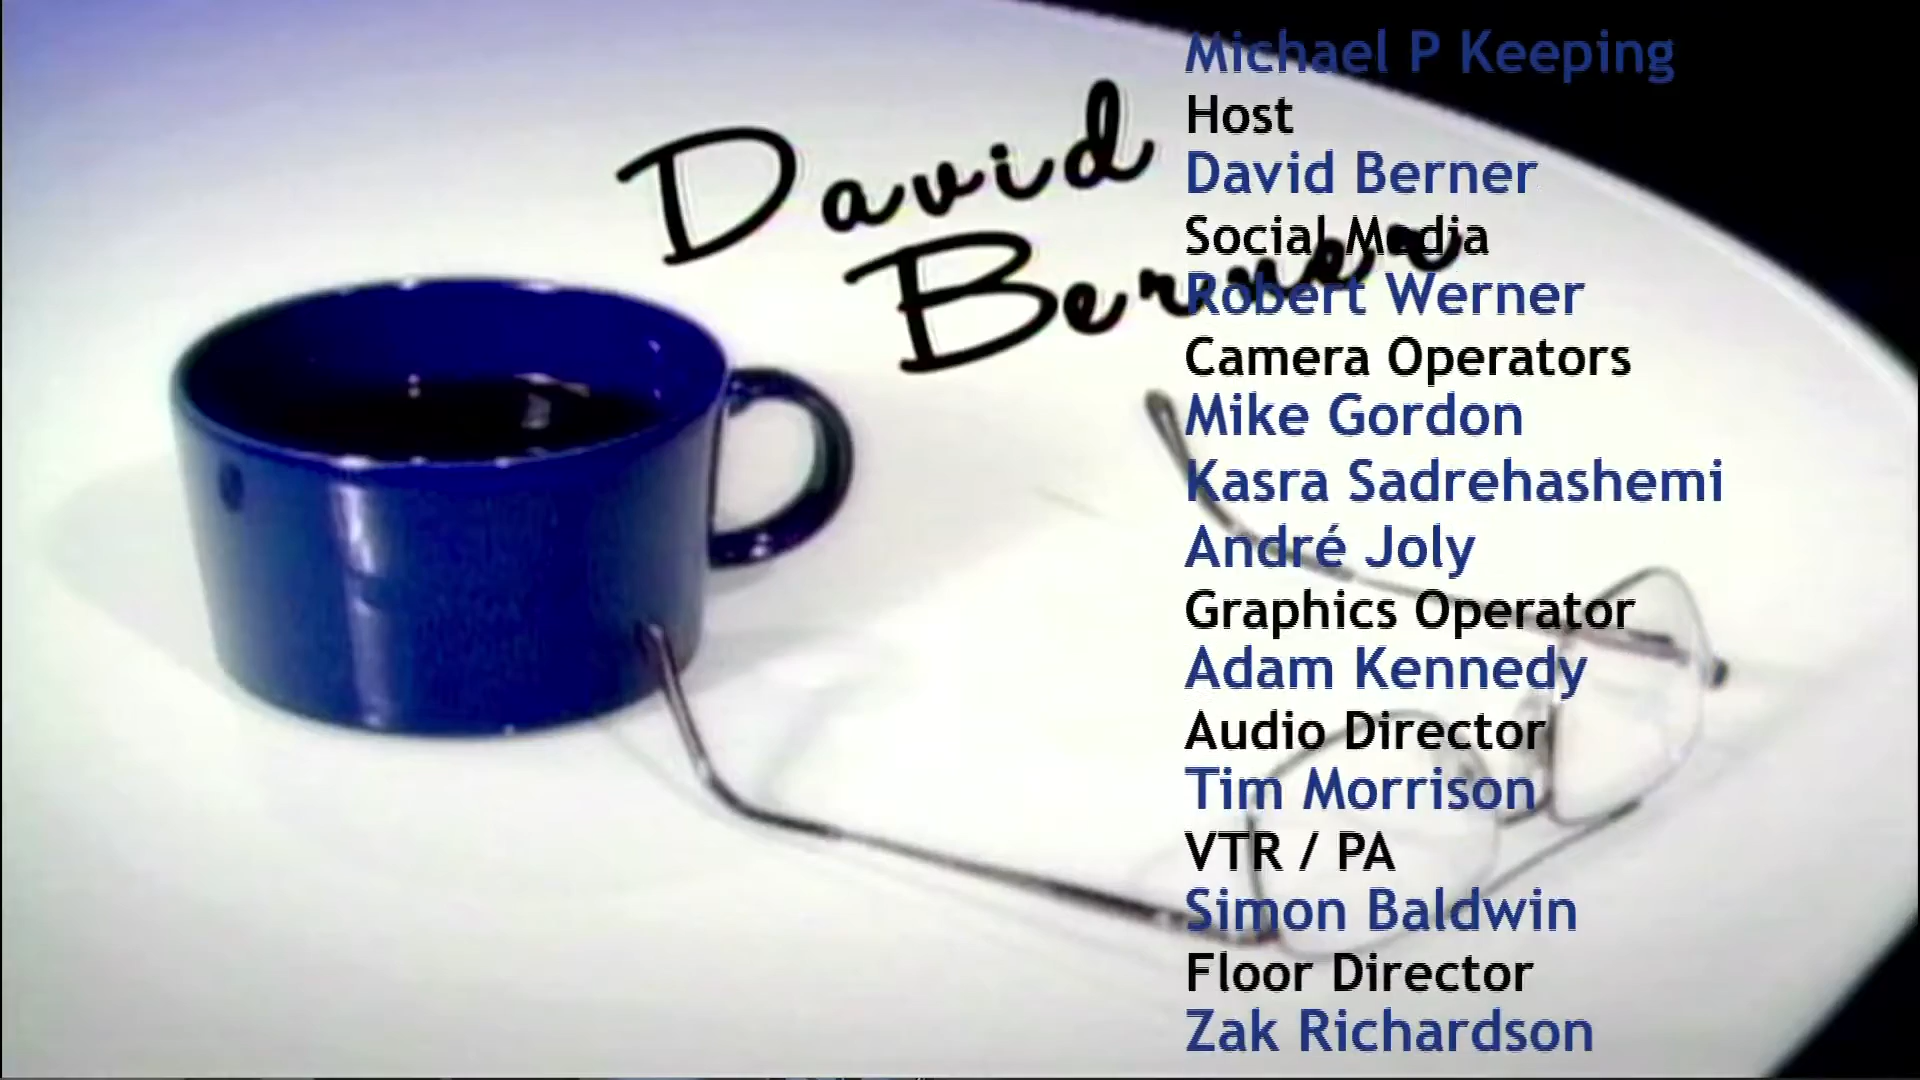 David
Berner
Michael P Keeping
Host
David Berner
Social Media
Robert Werner
Camera Operators
Mike Gordon
Kasra Sadrehashemi
André Joly
Graphics Operator
Adam Kennedy
Audio Director
Tim Morrison
VTR / PA
Simon Baldwin
Floor Director
Zak Richardson